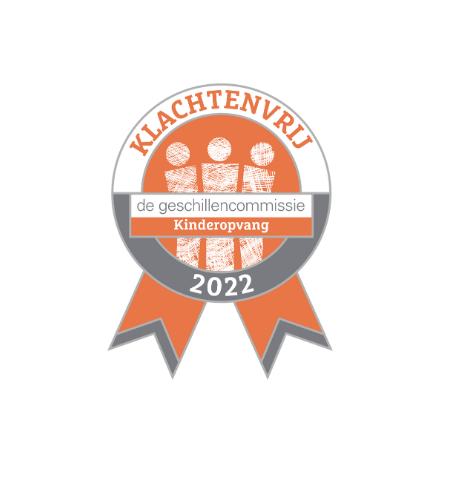 KLACHTENVRIJ
de geschillencommissie
Kinderopvang
2022